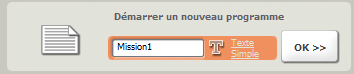 Démarrer un nouveau programme
Mission1
T Texte
Simple
OK >>